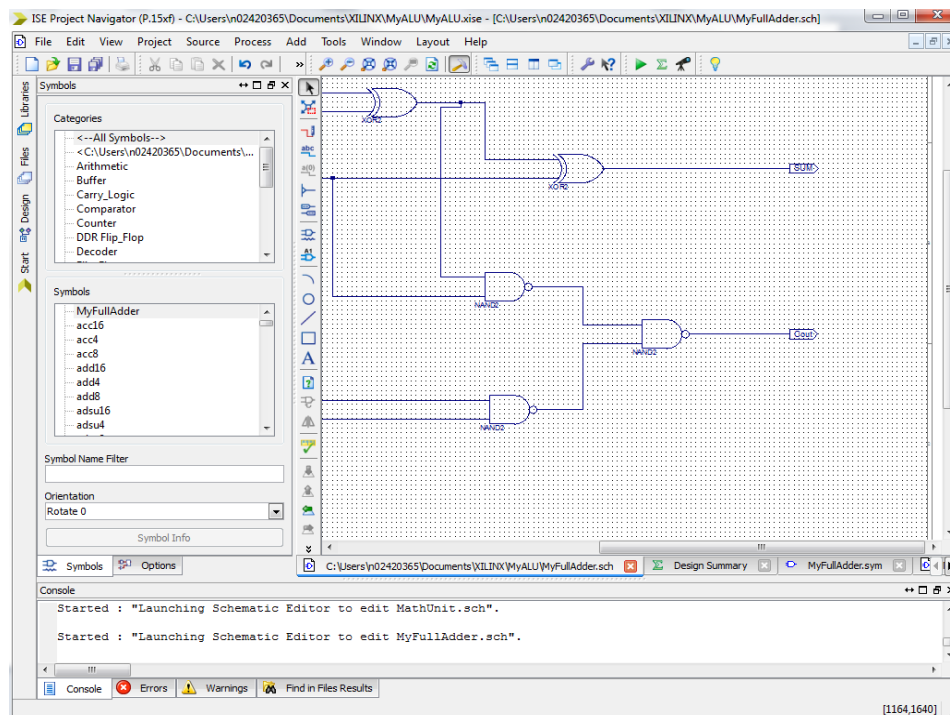 ISE Project Navigator (P.15xf) - C:\Users\n02420365\Documents\XILINX\MyALU\MyALU.xise - [C:\Users\n02420365\Documents\XILINX\MyALU\MyFullAdder.sch]
File Edit View Project Source Process Add Tools Window Layout Help
Symbols
Libraries
Files
Design
Start
Categories
<--All Symbols-->
<C:\Users\n02420365\Documents\...
Arithmetic
Buffer
Carry_Logic
Comparator
Counter
DDR Flip_Flop
Decoder
Symbols
MyFullAdder
acc16
acc4
acc8
add16
add4
add8
adsu16
adsu4
Symbol Name Filter
Orientation
Rotate 0
Symbol Info
Symbols Options
abc
a(0)
A1
A
XOR2
XOR2
SUM
NAND2
NAND2
Cout
NAND2
C:\Users\n02420365\Documents\XILINX\MyALU\MyFullAdder.sch Design Summary MyFullAdder.sym
Console
Started : "Launching Schematic Editor to edit MathUnit.sch".
Started : "Launching Schematic Editor to edit MyFullAdder.sch".
Console Errors Warnings Find in Files Results
[1164,1640]